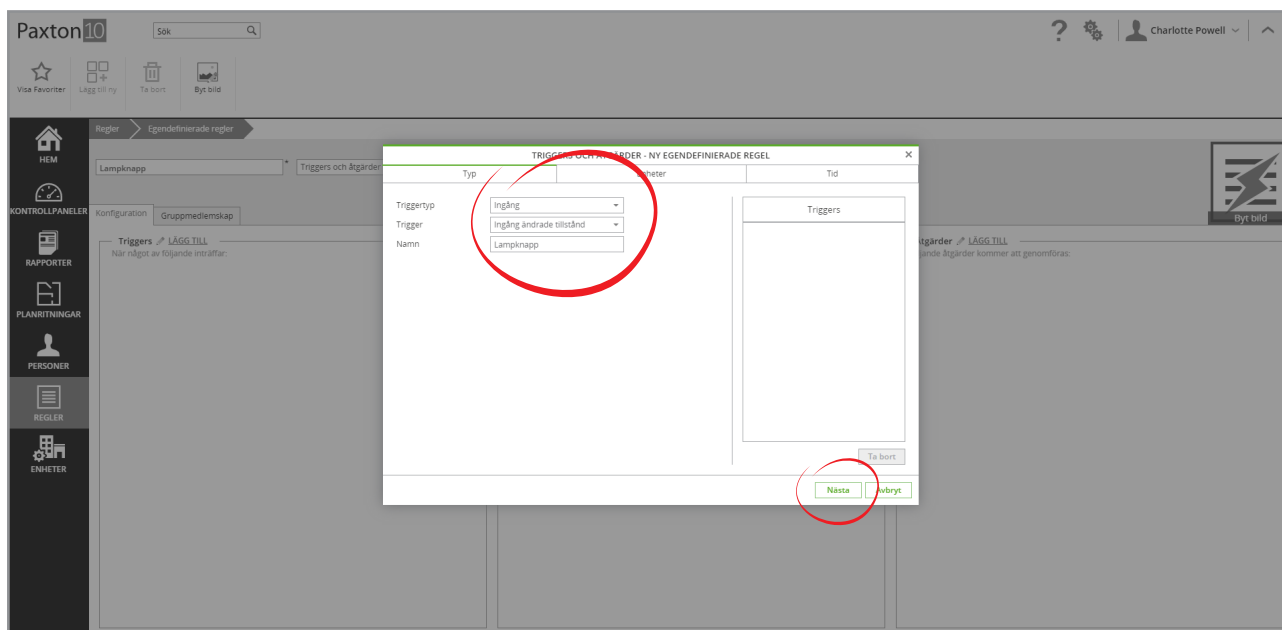 Paxton10
Sök
?
Charlotte Powell
Visa Favoriter
Lägg till ny
Ta bort
Byt bild
HEM
KONTROLLPANELER
RAPPORTER
PLANRITNINGAR
PERSONER
REGLER
ENHETER
Regler
Egendefinierade regler
Lampknapp
*
Triggers och åtgärder
Byt bild
Konfiguration
Gruppmedlemskap
Triggers LÄGG TILL
När något av följande inträffar:
TRIGGERS OCH ÅTGÄRDER - NY EGENDEFINIERADE REGEL
×
Typ
Enheter
Tid
Triggertyp
Ingång
Trigger
Ingång ändrade tillstånd
Namn
Lampknapp
Triggers
Ta bort
Nästa
Avbryt
LÄGG TILL
åtgärder kommer att genomföras: